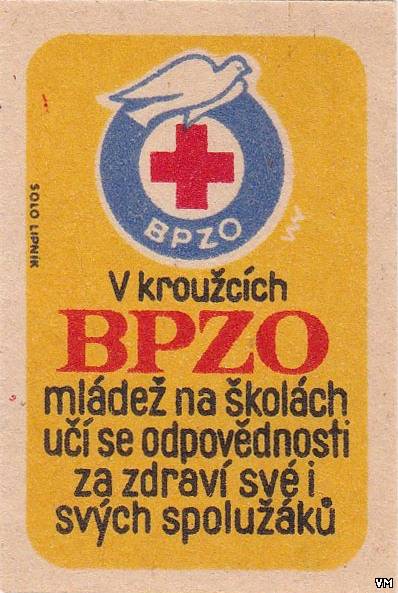 BPZO
SOLO LIPNÍK
V kroužcích
BPZO
mládež na školách
učí se odpovědnosti
za zdraví své i
svých spolužáků
VM